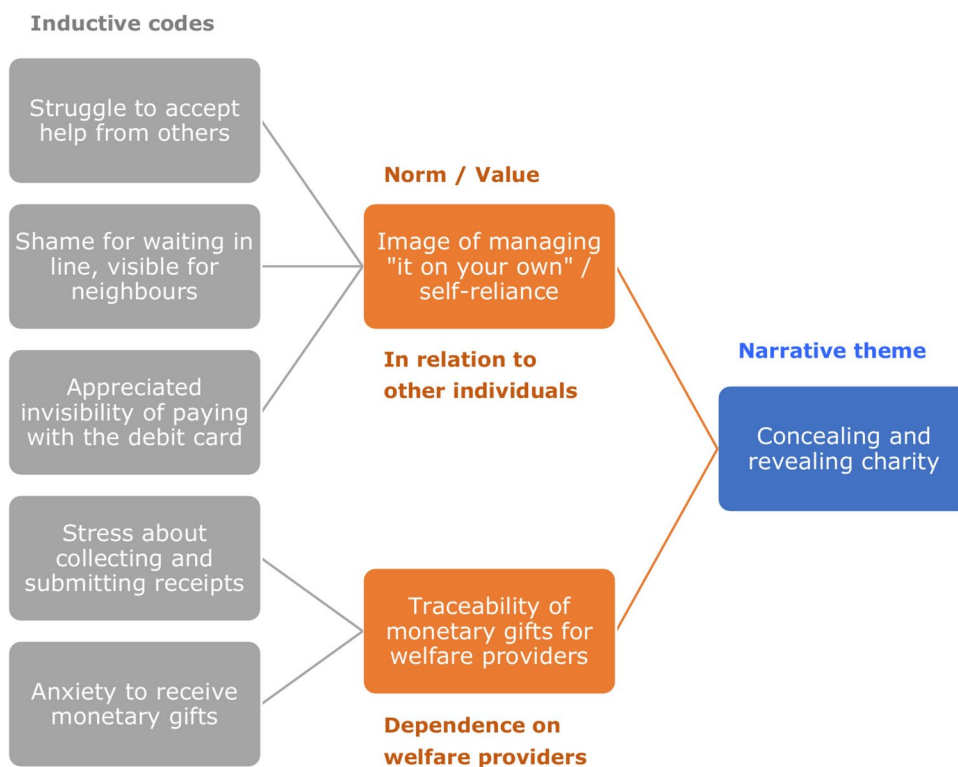 Inductive codes
Struggle to accept
help from others
Shame for waiting in
line, visible for
neighbours
Appreciated
invisibility of paying
with the debit card
Stress about
collecting and
submitting receipts
Anxiety to receive
monetary gifts
Norm / Value
Image of managing
"it on your own" /
self-reliance
In relation to
other individuals
Traceability of
monetary gifts for
welfare providers
Dependence on
welfare providers
Narrative theme
Concealing and
revealing charity